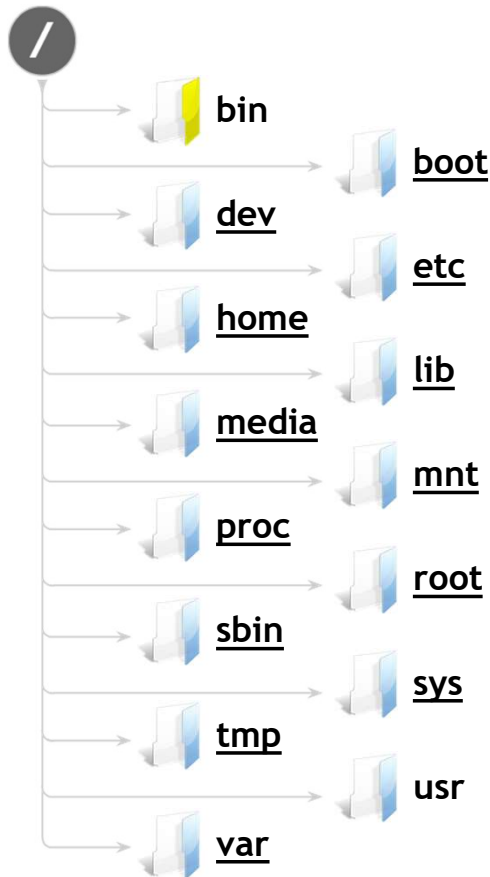 /
bin
boot
dev
etc
home
lib
media
mnt
proc
root
sbin
sys
tmp
usr
var